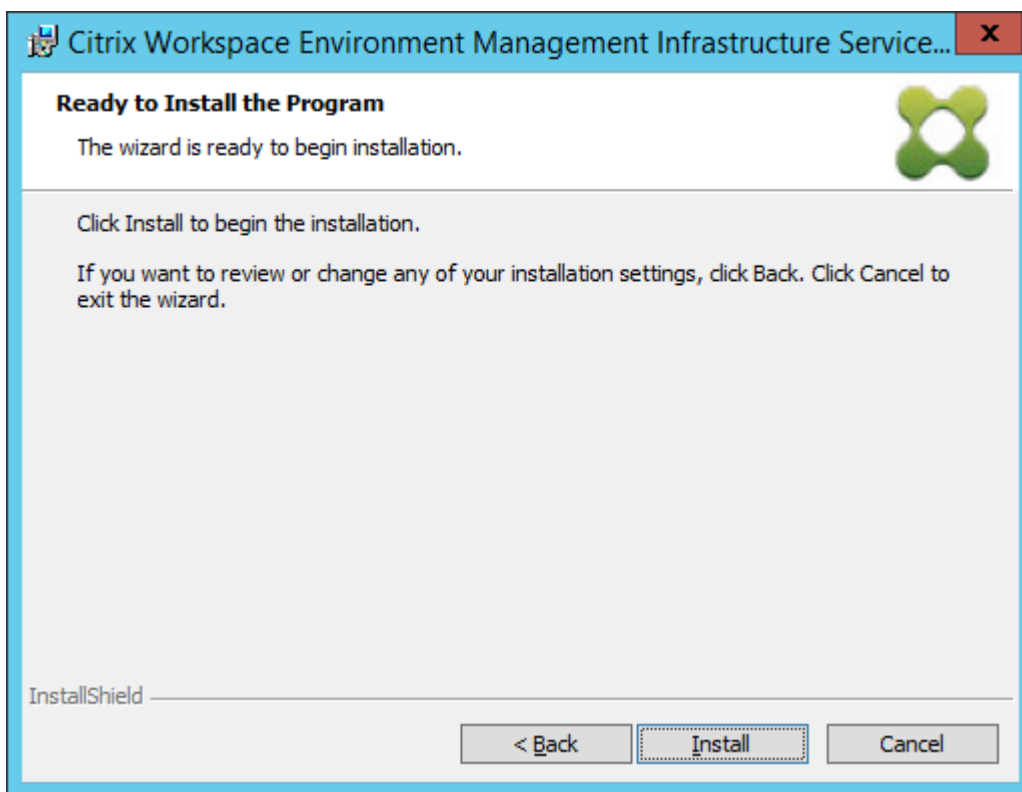 Citrix Workspace Environment Management Infrastructure Service...
x
Ready to Install the Program
The wizard is ready to begin installation.
Click Install to begin the installation.
If you want to review or change any of your installation settings, click Back. Click Cancel to
exit the wizard.
InstallShield
< Back
Install
Cancel